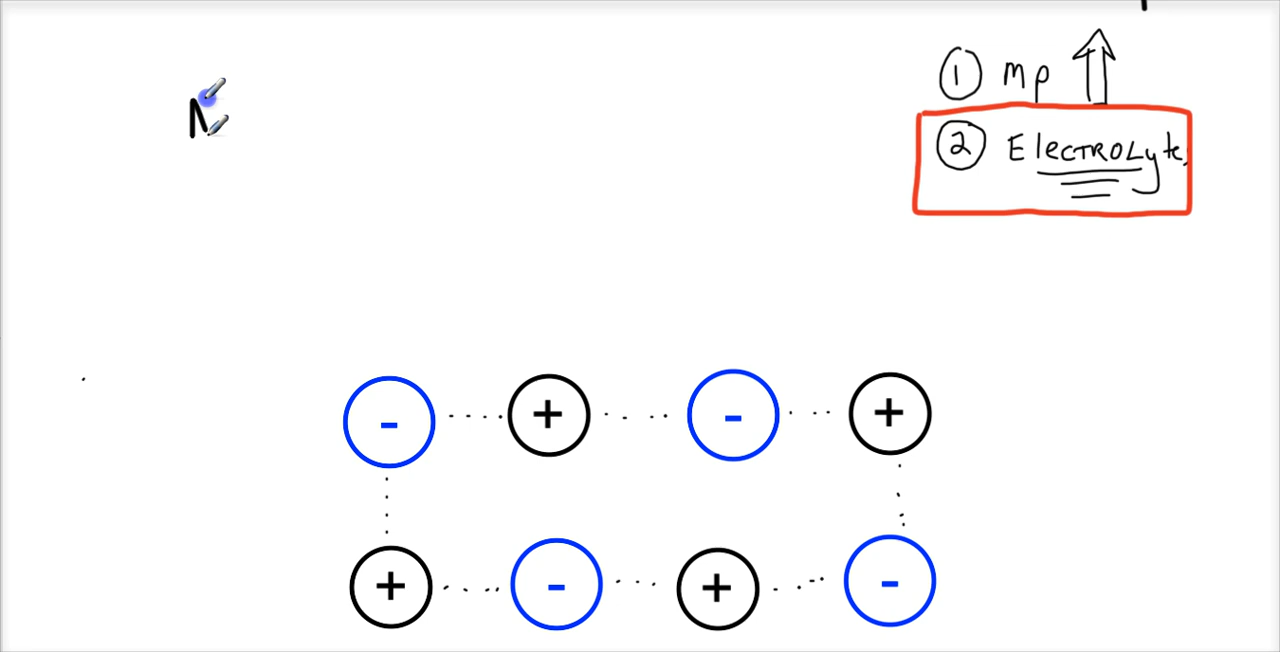 ① mp ⇑
② Electrolyte
- + - +
+ - + -